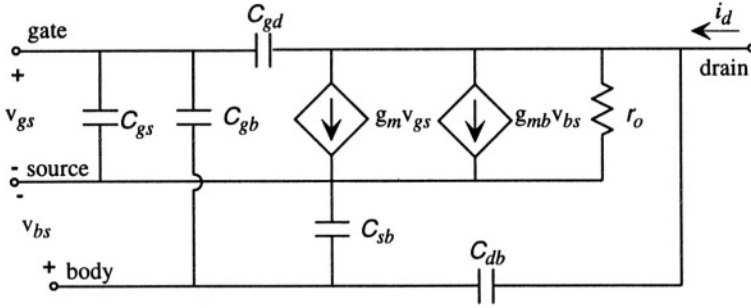 C_gd
i_d
gate
drain
+
v_gs
C_gs
C_gb
g_m v_gs
g_mb v_bs
r_o
- source
-
v_bs
C_sb
C_db
+ body